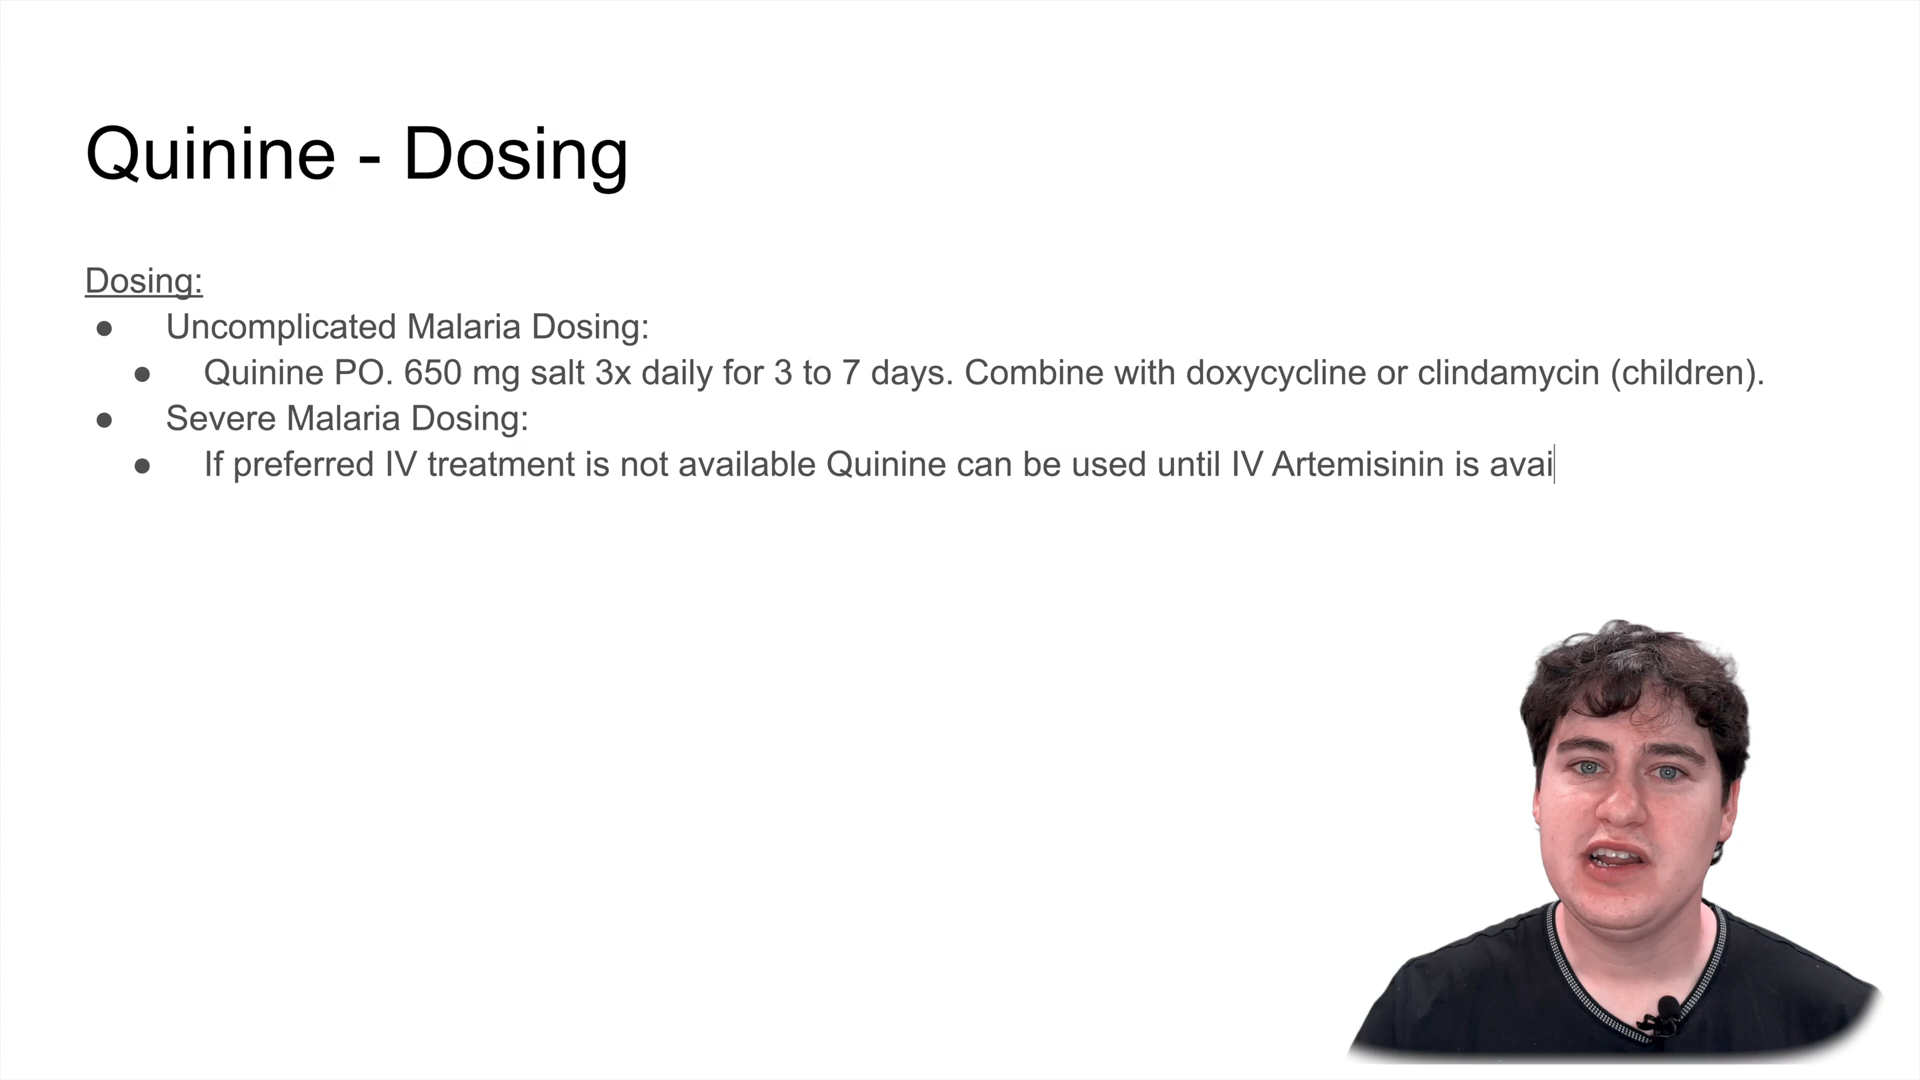 Quinine - Dosing
Dosing:
● Uncomplicated Malaria Dosing:
● Quinine PO. 650 mg salt 3x daily for 3 to 7 days. Combine with doxycycline or clindamycin (children).
● Severe Malaria Dosing:
● If preferred IV treatment is not available Quinine can be used until IV Artemisinin is avai